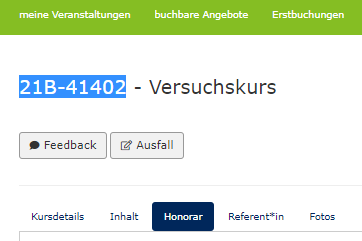 meine Veranstaltungen buchbare Angebote Erstbuchungen
21B-41402 - Versuchskurs
Feedback Ausfall
Kursdetails Inhalt Honorar Referent*in Fotos